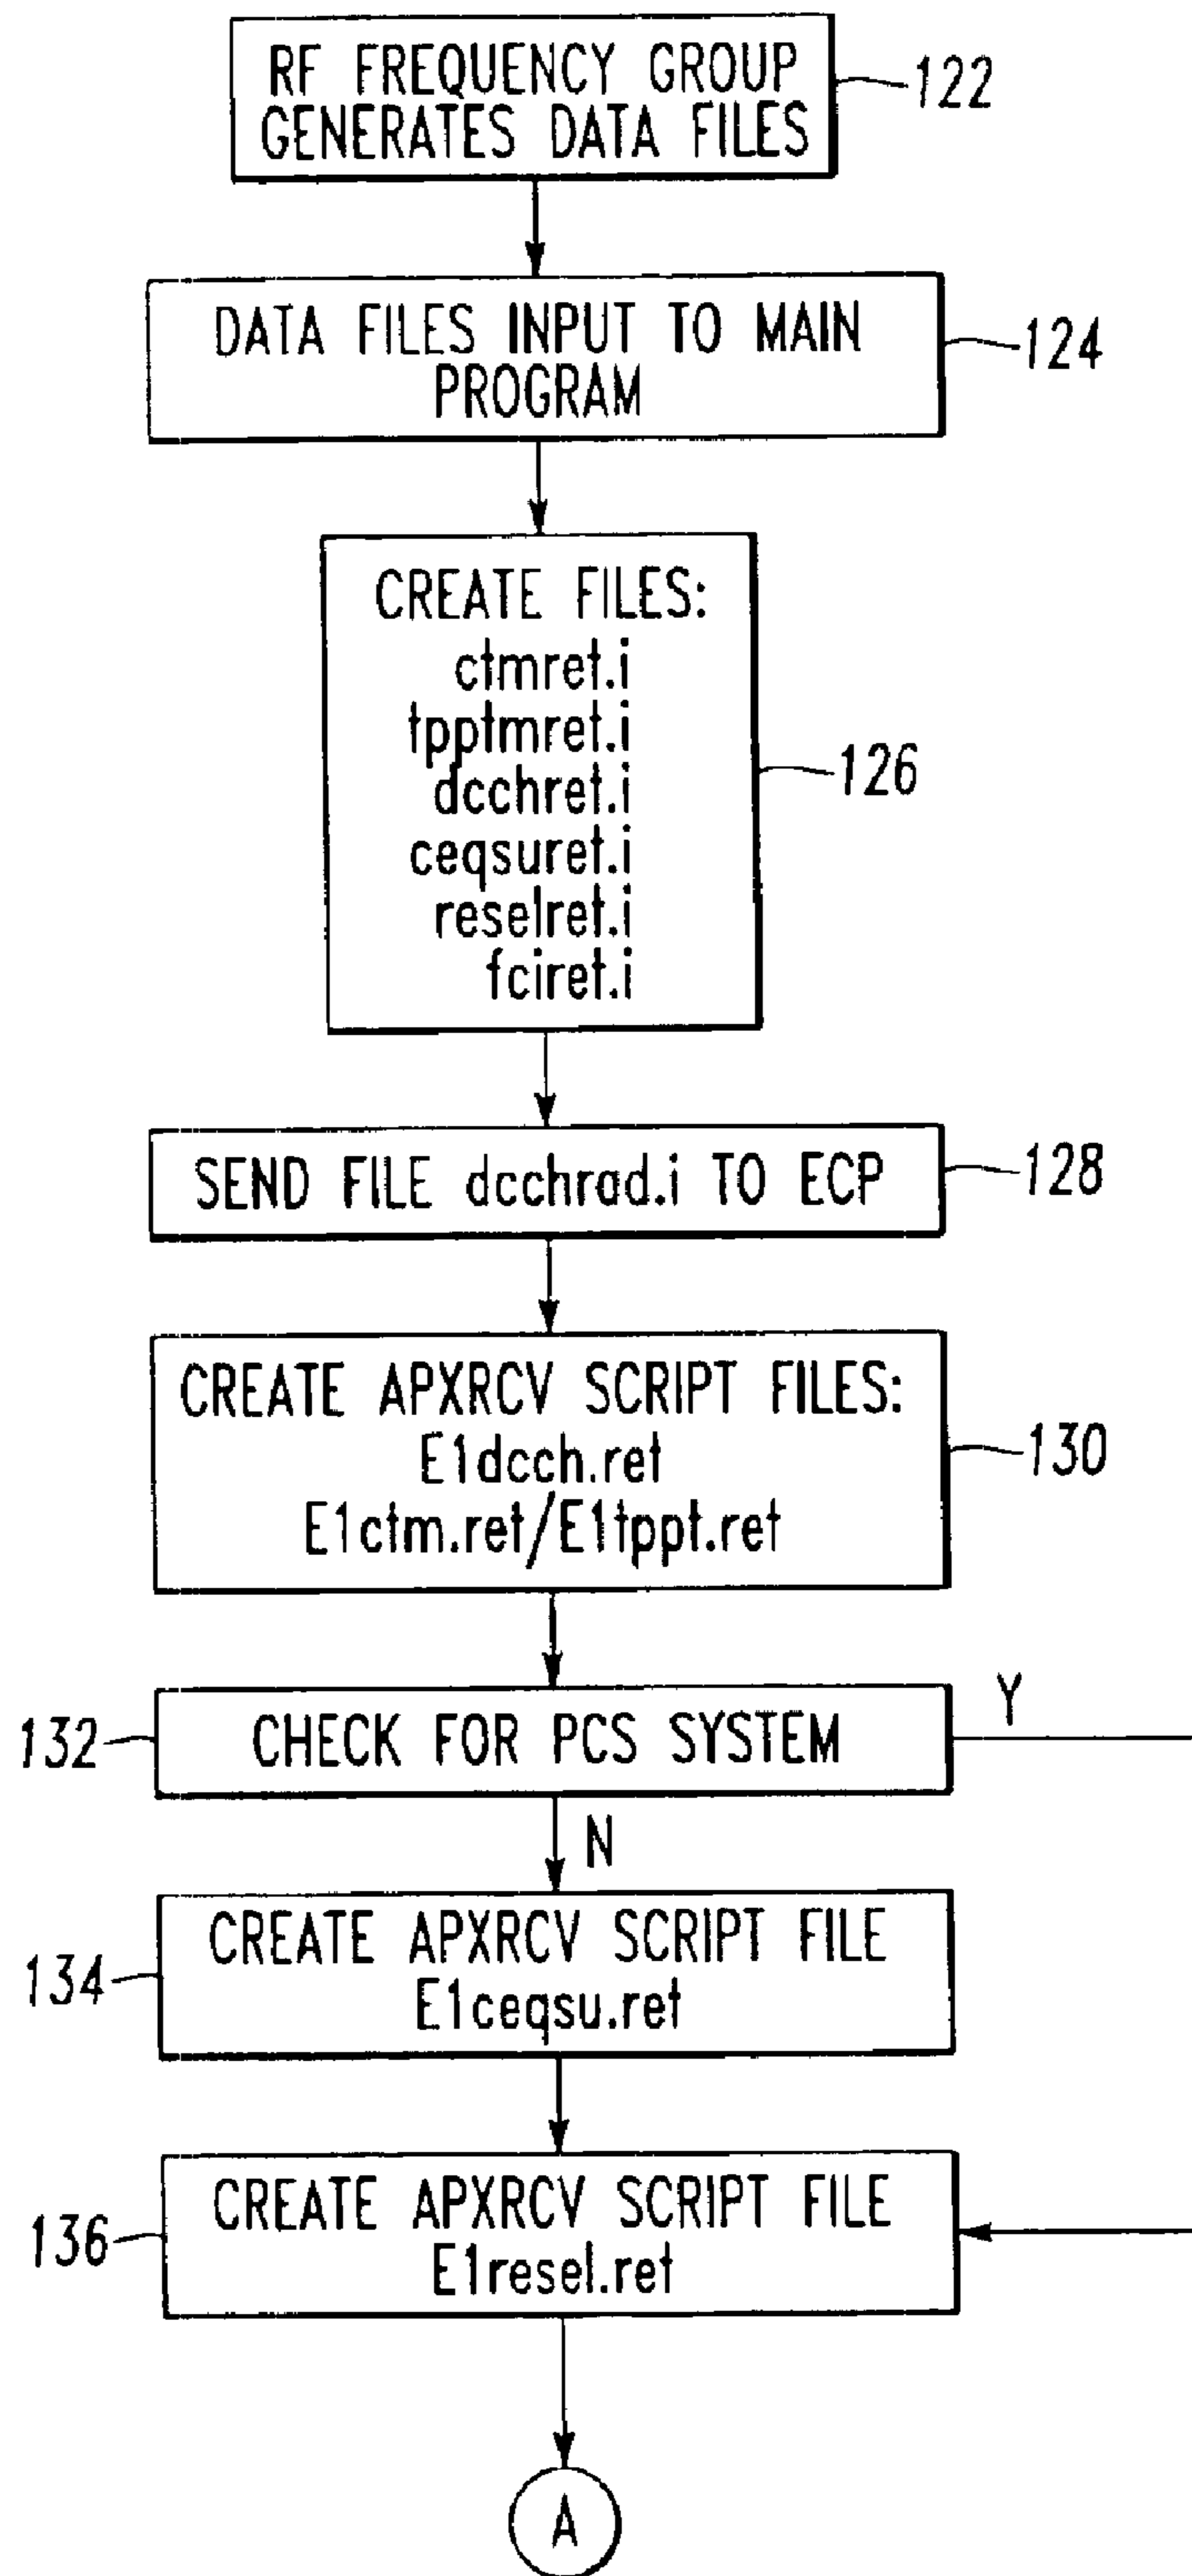 RF FREQUENCY GROUP
GENERATES DATA FILES
122
DATA FILES INPUT TO MAIN
PROGRAM
124
CREATE FILES:
ctmret.i
tpptmret.i
dcchret.i
ceqsuret.i
reselret.i
fciret.i
126
SEND FILE dcchrad.i TO ECP
128
CREATE APXRCV SCRIPT FILES:
E1dcch.ret
E1ctm.ret/E1tppt.ret
130
132
CHECK FOR PCS SYSTEM
Y
N
134
CREATE APXRCV SCRIPT FILE
E1ceqsu.ret
136
CREATE APXRCV SCRIPT FILE
E1resel.ret
A